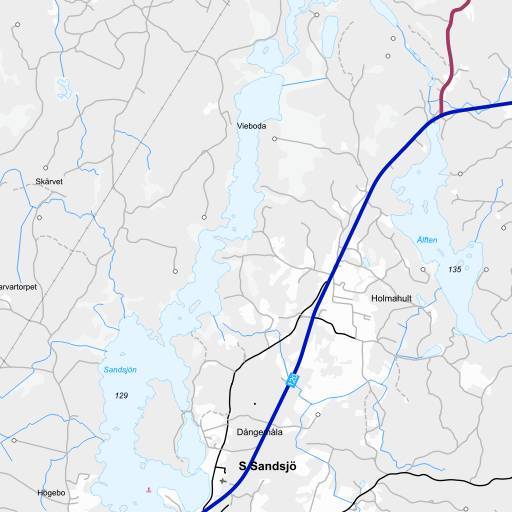 Vieboda
Skärvet
Älften
135
arvartorpet
Holmahult
Sandsjön
129
Dångemåla
S Sandsjö
Högebo